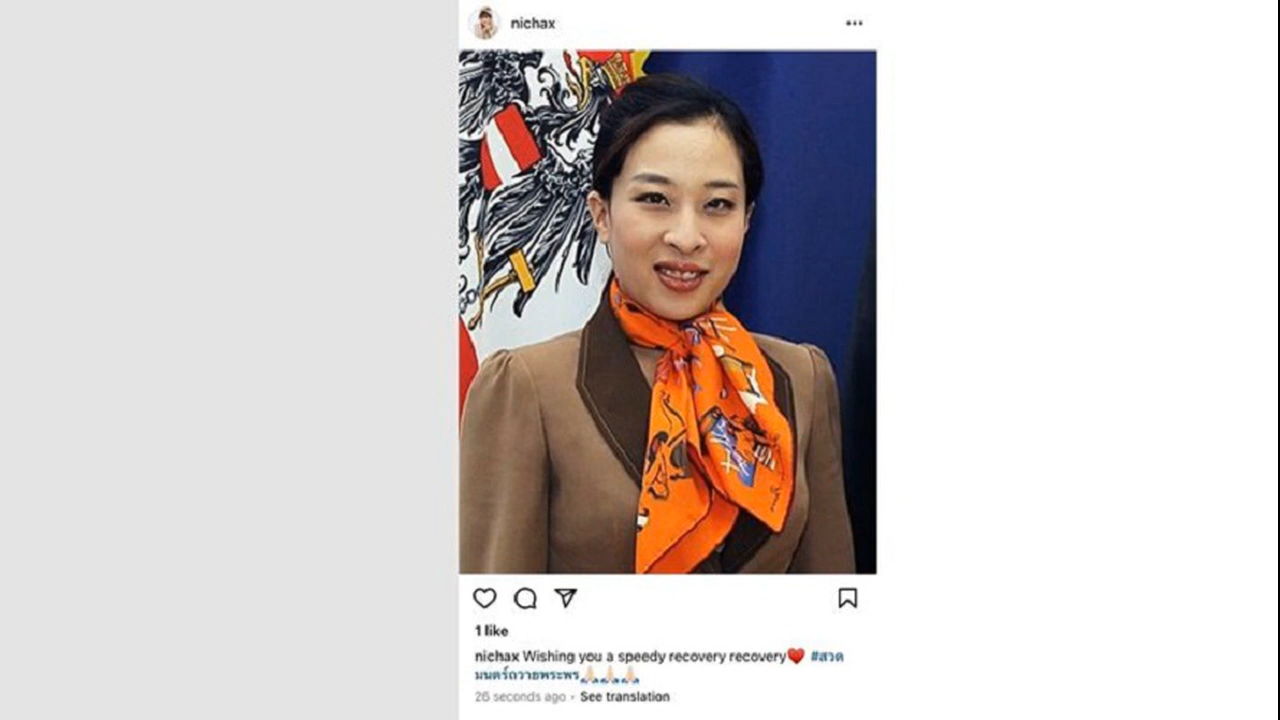 nichax
1 like
nichax Wishing you a speedy recovery recovery❤️ #สวด
มนตร์ถวายพระพร🙏🏻🙏🏻🙏🏻
26 seconds ago • See translation